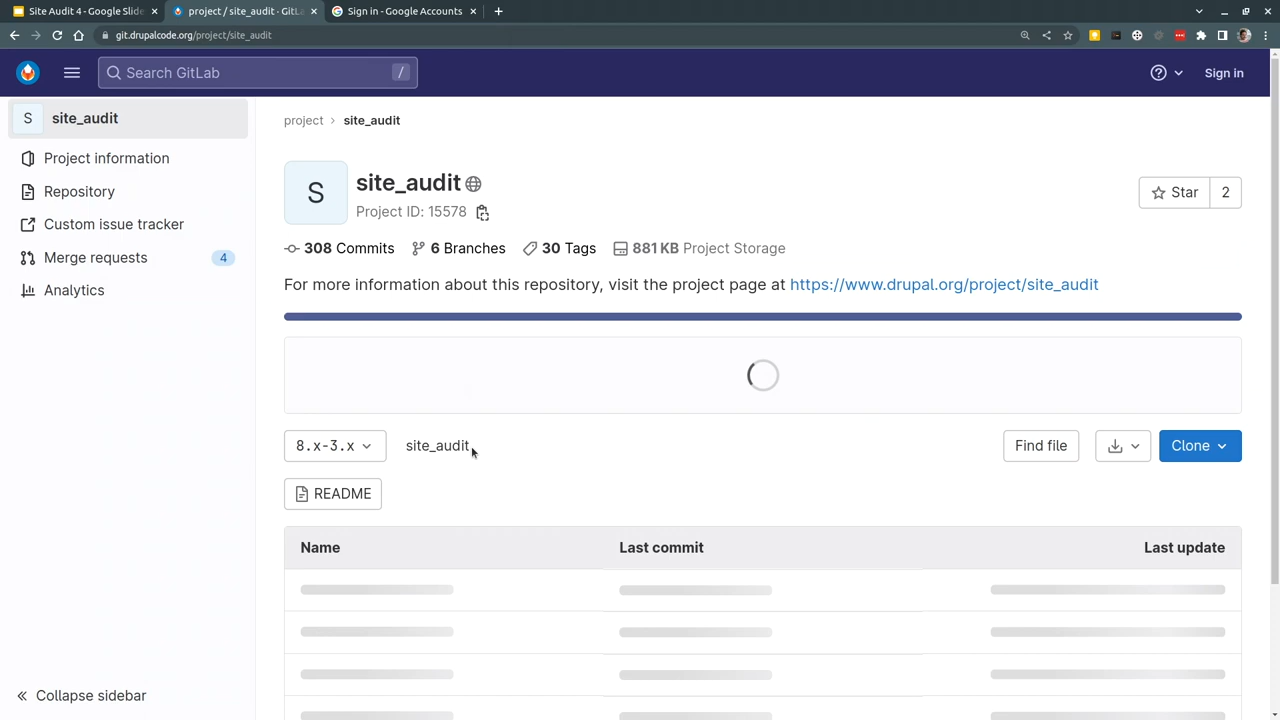 Site Audit 4 - Google Slide
project / site_audit · GitLa
Sign in - Google Accounts
git.drupalcode.org/project/site_audit
Search GitLab
/
Sign in
S
site_audit
Project information
Repository
Custom issue tracker
Merge requests
4
Analytics
Collapse sidebar
project › site_audit
S
site_audit
Project ID: 15578
Star
2
308 Commits
6 Branches
30 Tags
881 KB Project Storage
For more information about this repository, visit the project page at https://www.drupal.org/project/site_audit
8.x-3.x
site_audit
Find file
Clone
README
Name
Last commit
Last update